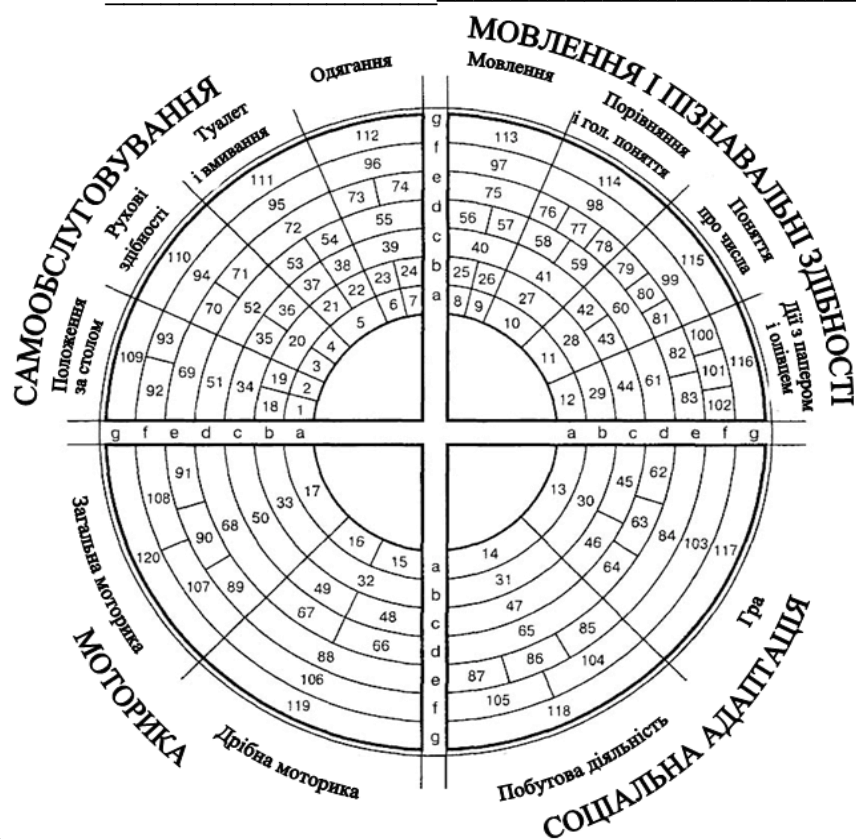 САМООБСЛУГОВУВАННЯ
Положення
за столом
Рухові
здібності
Туалет
і вмивання
Одягання
МОВЛЕННЯ І ПІЗНАВАЛЬНІ ЗДІБНОСТІ
Мовлення
Порівняння
і гол. поняття
Поняття
про числа
Дії з папером
і олівцем
112
96
73 74
55
39
23 24
6 7
111
95
72
54
53
38
37
22
21
5
110
94
71
70
52
36
35
20
4
3
109
93
92
69
51
34
19
18
2
1
g
f
e
d
c
b
a
113
97
75
56 57
40
25 26
8 9
114
98
76 77 78
58 59
41
27
10
115
99
79 80 81
60
42 43
28
11
116
100
101
102
82
83
61
44
29
12
g f e d c b a
a b c d e f g
17
33
50
68
91
90
89
108
107
120
16 15
32
49 48
67 66
88
106
119
a
b
c
d
e
f
g
13
30
45
46
62
63
64
84
103
117
14
31
47
65
85
86
87
104
105
118
Загальна моторика
МОТОРИКА
Дрібна моторика
Гра
Побутова діяльність
СОЦІАЛЬНА АДАПТАЦІЯ